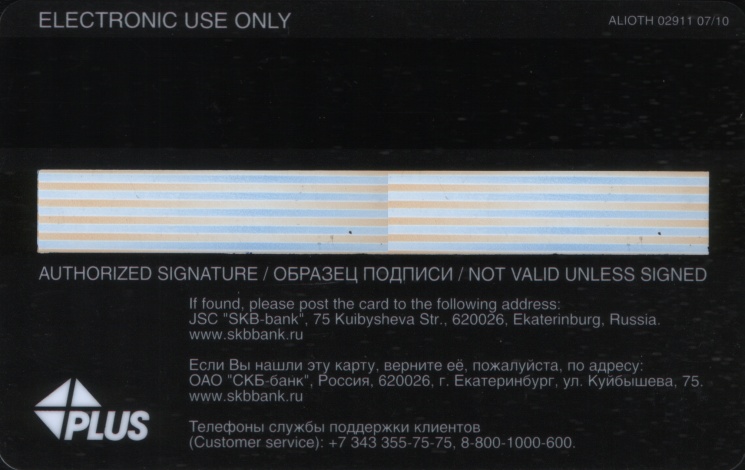 ELECTRONIC USE ONLY
ALIOTH 02911 07/10
AUTHORIZED SIGNATURE / ОБРАЗЕЦ ПОДПИСИ / NOT VALID UNLESS SIGNED
If found, please post the card to the following address:
JSC "SKB-bank", 75 Kuibysheva Str., 620026, Ekaterinburg, Russia.
www.skbbank.ru
Если Вы нашли эту карту, верните её, пожалуйста, по адресу:
ОАО "СКБ-банк", Россия, 620026, г. Екатеринбург, ул. Куйбышева, 75.
www.skbbank.ru
PLUS
Телефоны службы поддержки клиентов
(Customer service): +7 343 355-75-75, 8-800-1000-600.